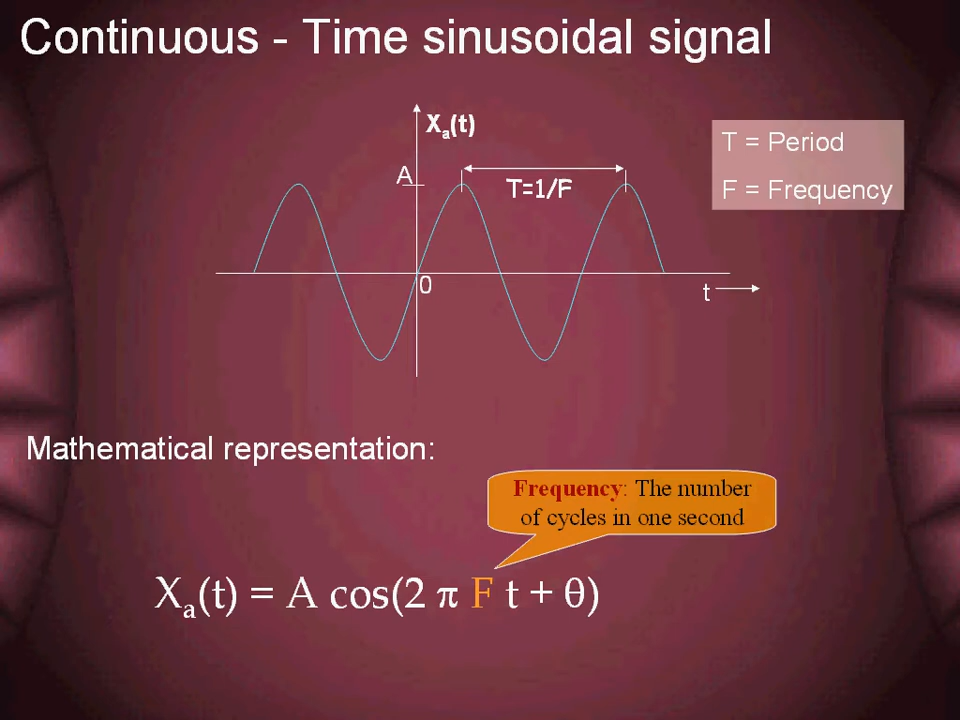 Continuous - Time sinusoidal signal
Xₐ(t)
T = Period
A
T=1/F
F = Frequency
0
t
Mathematical representation:
Frequency: The number
of cycles in one second
Xₐ(t) = A cos(2 π F t + θ)